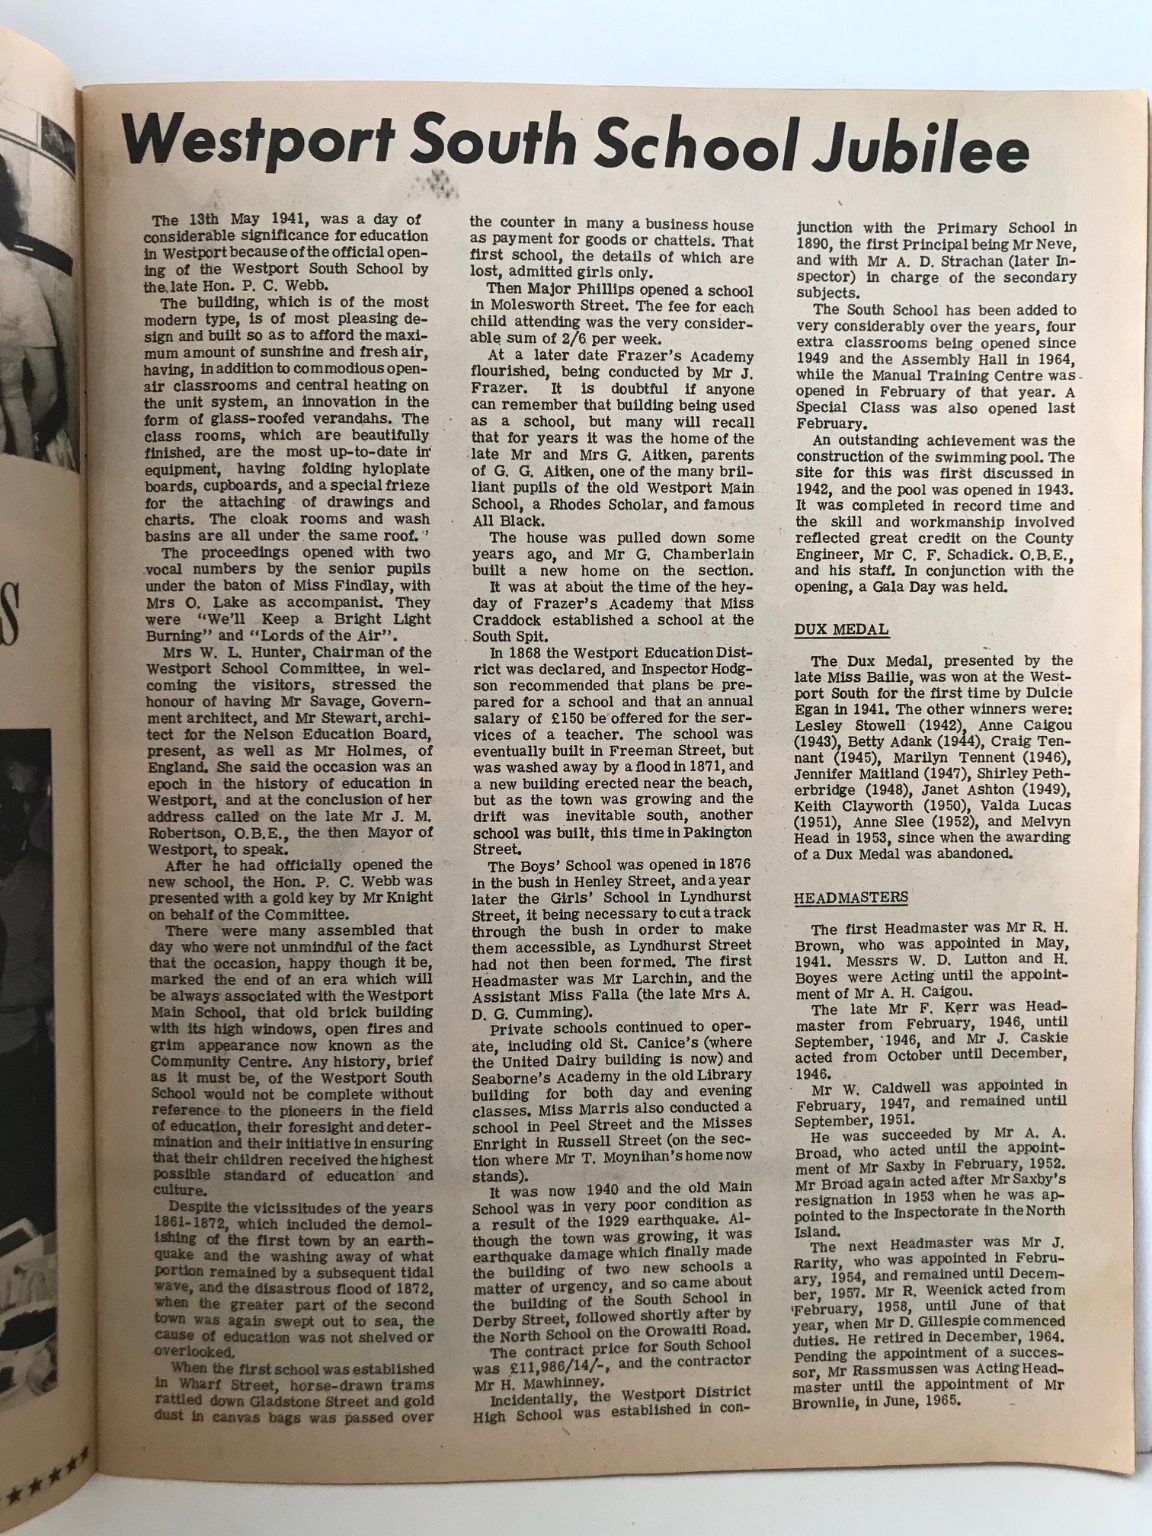 Westport South School Jubilee
The 13th May 1941, was a day of
considerable significance for education
in Westport because of the official open-
ing of the Westport South School by
the late Hon. P. C. Webb.
The building, which is of the most
modern type, is of most pleasing de-
sign and built so as to afford the maxi-
mum amount of sunshine and fresh air,
having, in addition to commodious open-
air classrooms and central heating on
the unit system, an innovation in the
form of glass-roofed verandahs. The
class rooms, which are beautifully
finished, are the most up-to-date in
equipment, having folding hyloplate
boards, cupboards, and a special frieze
for the attaching of drawings and
charts. The cloak rooms and wash
basins are all under the same roof.
The proceedings opened with two
vocal numbers by the senior pupils
under the baton of Miss Findlay, with
Mrs O. Lake as accompanist. They
were "We'll Keep a Bright Light
Burning" and "Lords of the Air".
Mrs W. L. Hunter, Chairman of the
Westport School Committee, in wel-
coming the visitors, stressed the
honour of having Mr Savage, Govern-
ment architect, and Mr Stewart, archi-
tect for the Nelson Education Board,
present, as well as Mr Holmes, of
England. She said the occasion was an
epoch in the history of education in
Westport, and at the conclusion of her
address called on the late Mr J. M.
Robertson, O.B.E., the then Mayor of
Westport, to speak.
After he had officially opened the
new school, the Hon. P. C. Webb was
presented with a gold key by Mr Knight
on behalf of the Committee.
There were many assembled that
day who were not unmindful of the fact
that the occasion, happy though it be,
marked the end of an era which will
be always associated with the Westport
Main School, that old brick building
with its high windows, open fires and
grim appearance now known as the
Community Centre. Any history, brief
as it must be, of the Westport South
School would not be complete without
reference to the pioneers in the field
of education, their foresight and deter-
mination and their initiative in ensuring
that their children received the highest
possible standard of education and
culture.
Despite the vicissitudes of the years
1861-1872, which included the demol-
ishing of the first town by an earth-
quake and the washing away of what
portion remained by a subsequent tidal
wave, and the disastrous flood of 1872,
when the greater part of the second
town was again swept out to sea, the
cause of education was not shelved or
overlooked.
When the first school was established
in Wharf Street, horse-drawn trams
rattled down Gladstone Street and gold
dust in canvas bags was passed over
the counter in many a business house
as payment for goods or chattels. That
first school, the details of which are
lost, admitted girls only.
Then Major Phillips opened a school
in Molesworth Street. The fee for each
child attending was the very consider-
able sum of 2/6 per week.
At a later date Frazer's Academy
flourished, being conducted by Mr J.
Frazer. It is doubtful if anyone
can remember that building being used
as a school, but many will recall
that for years it was the home of the
late Mr and Mrs G. Aitken, parents
of G. G. Aitken, one of the many bril-
liant pupils of the old Westport Main
School, a Rhodes Scholar, and famous
All Black.
The house was pulled down some
years ago, and Mr G. Chamberlain
built a new home on the section.
It was at about the time of the hey-
day of Frazer's Academy that Miss
Craddock established a school at the
South Spit.
In 1868 the Westport Education Dist-
rict was declared, and Inspector Hodg-
son recommended that plans be pre-
pared for a school and that an annual
salary of £150 be offered for the ser-
vices of a teacher. The school was
eventually built in Freeman Street, but
was washed away by a flood in 1871, and
a new building erected near the beach,
but as the town was growing and the
drift was inevitable south, another
school was built, this time in Pakington
Street.
The Boys' School was opened in 1876
in the bush in Henley Street, and a year
later the Girls' School in Lyndhurst
Street, it being necessary to cut a track
through the bush in order to make
them accessible, as Lyndhurst Street
had not then been formed. The first
Headmaster was Mr Larchin, and the
Assistant Miss Falla (the late Mrs A.
D. G. Cumming).
Private schools continued to oper-
ate, including old St. Canice's (where
the United Dairy building is now) and
Seaborne's Academy in the old Library
building for both day and evening
classes. Miss Marris also conducted a
school in Peel Street and the Misses
Enright in Russell Street (on the sec-
tion where Mr T. Moynihan's home now
stands).
It was now 1940 and the old Main
School was in very poor condition as
a result of the 1929 earthquake. Al-
though the town was growing, it was
earthquake damage which finally made
the building of two new schools a
matter of urgency, and so came about
the building of the South School in
Derby Street, followed shortly after by
the North School on the Orowaiti Road.
The contract price for South School
was £11,986/14/-, and the contractor
Mr H. Mawhinney.
Incidentally, the Westport District
High School was established in con-
junction with the Primary School in
1890, the first Principal being Mr Neve,
and with Mr A. D. Strachan (later In-
spector) in charge of the secondary
subjects.
The South School has been added to
very considerably over the years, four
extra classrooms being opened since
1949 and the Assembly Hall in 1964,
while the Manual Training Centre was
opened in February of that year. A
Special Class was also opened last
February.
An outstanding achievement was the
construction of the swimming pool. The
site for this was first discussed in
1942, and the pool was opened in 1943.
It was completed in record time and
the skill and workmanship involved
reflected great credit on the County
Engineer, Mr C. F. Schadick. O.B.E.,
and his staff. In conjunction with the
opening, a Gala Day was held.
DUX MEDAL
The Dux Medal, presented by the
late Miss Bailie, was won at the West-
port South for the first time by Dulcie
Egan in 1941. The other winners were:
Lesley Stowell (1942), Anne Caigou
(1943), Betty Adank (1944), Craig Ten-
nant (1945), Marilyn Tennent (1946),
Jennifer Maitland (1947), Shirley Peth-
erbridge (1948), Janet Ashton (1949),
Keith Clayworth (1950), Valda Lucas
(1951), Anne Slee (1952), and Melvyn
Head in 1953, since when the awarding
of a Dux Medal was abandoned.
HEADMASTERS
The first Headmaster was Mr R. H.
Brown, who was appointed in May,
1941. Messrs W. D. Lutton and H.
Boyes were Acting until the appoint-
ment of Mr A. H. Caigou.
The late Mr F. Kerr was Head-
master from February, 1946, until
September, 1946, and Mr J. Caskie
acted from October until December,
1946.
Mr W. Caldwell was appointed in
February, 1947, and remained until
September, 1951.
He was succeeded by Mr A. A.
Broad, who acted until the appoint-
ment of Mr Saxby in February, 1952.
Mr Broad again acted after Mr Saxby's
resignation in 1953 when he was ap-
pointed to the Inspectorate in the North
Island.
The next Headmaster was Mr J.
Rarity, who was appointed in Febru-
ary, 1954, and remained until Decem-
ber, 1957. Mr R. Weenick acted from
February, 1958, until June of that
year, when Mr D. Gillespie commenced
duties. He retired in December, 1964.
Pending the appointment of a succes-
sor, Mr Rassmussen was Acting Head-
master until the appointment of Mr
Brownlie, in June, 1965.